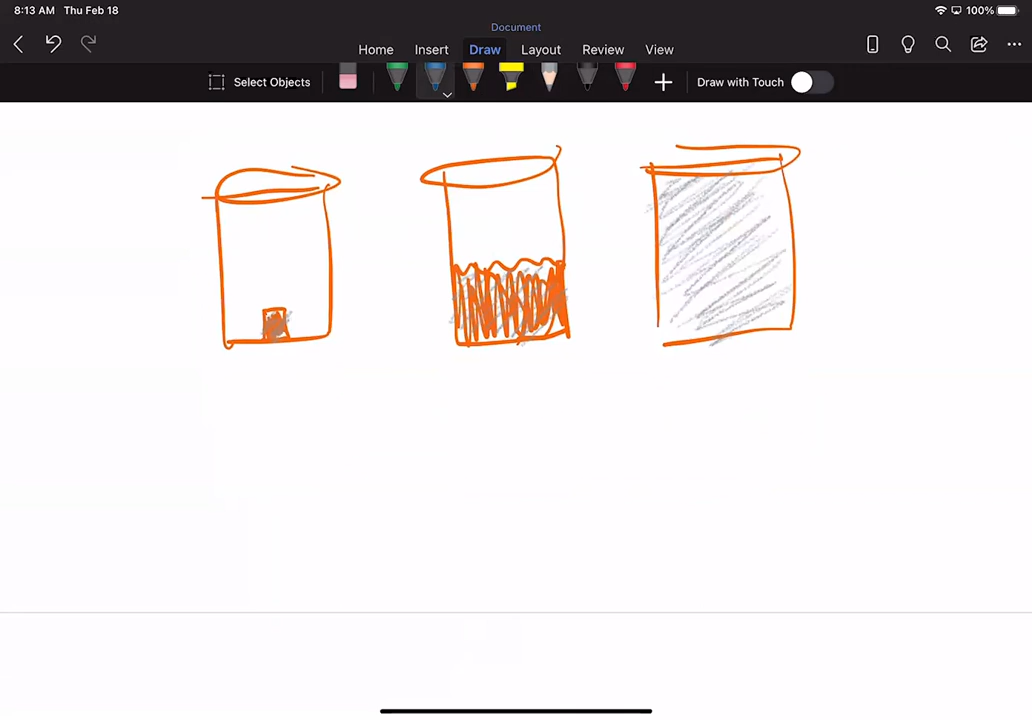 8:13 AM Thu Feb 18 100%
Document
Home Insert Draw Layout Review View
Select Objects Draw with Touch